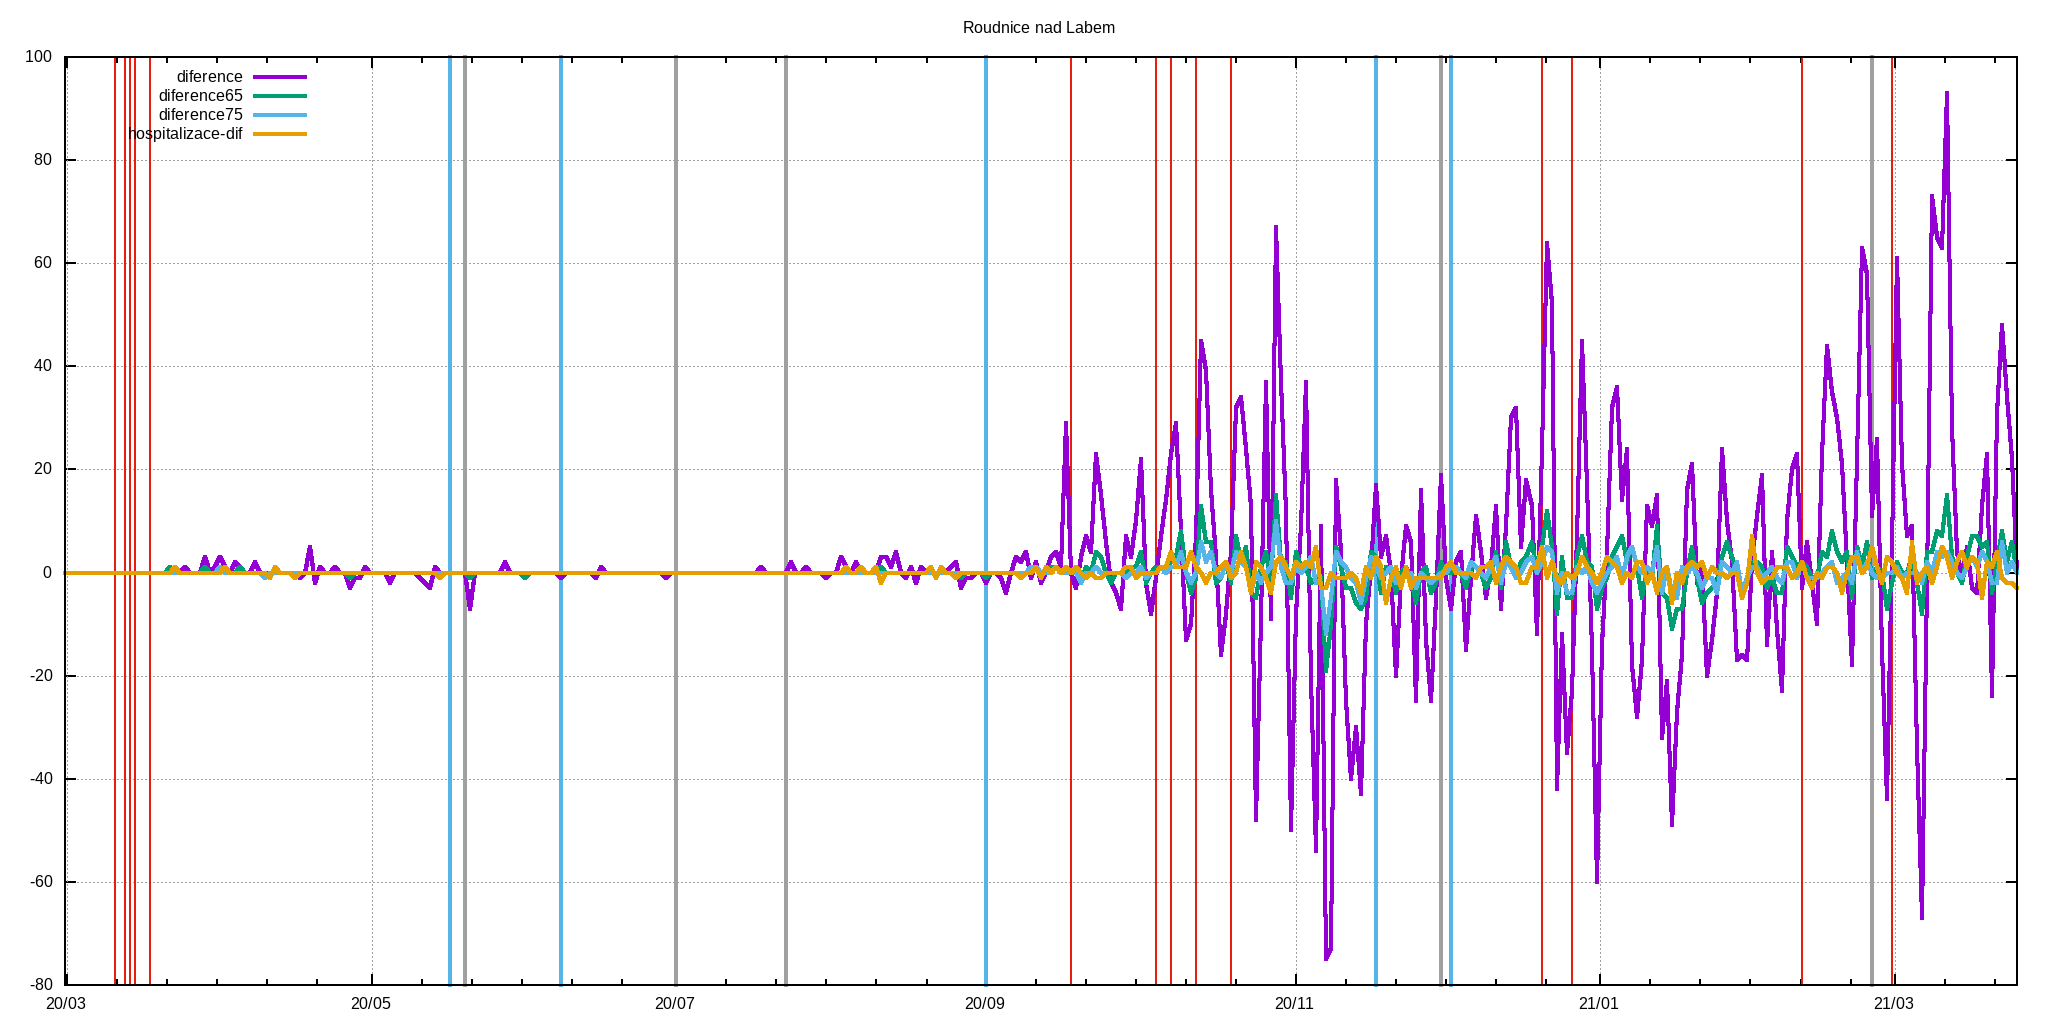 Roudnice nad Labem
diference
diference65
diference75
hospitalizace-dif
100
80
60
40
20
0
-20
-40
-60
-80
20/03 20/05 20/07 20/09 20/11 21/01 21/03